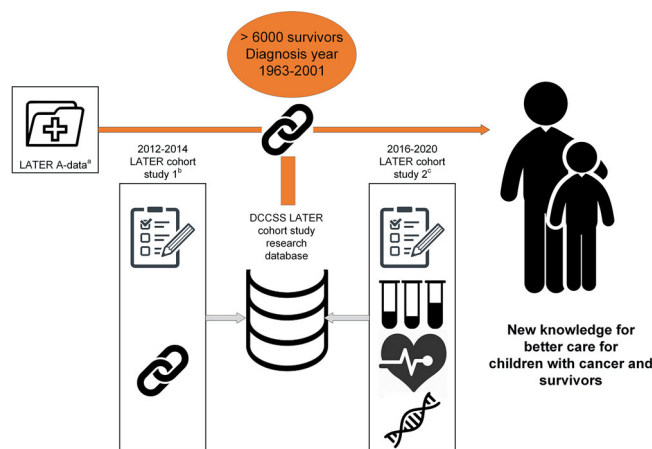 > 6000 survivors
Diagnosis year
1963-2001
LATER A-dataᵃ
2012-2014
LATER cohort
study 1ᵇ
2016-2020
LATER cohort
study 2ᶜ
DCCSS LATER
cohort study
research
database
New knowledge for
better care for
children with cancer and
survivors